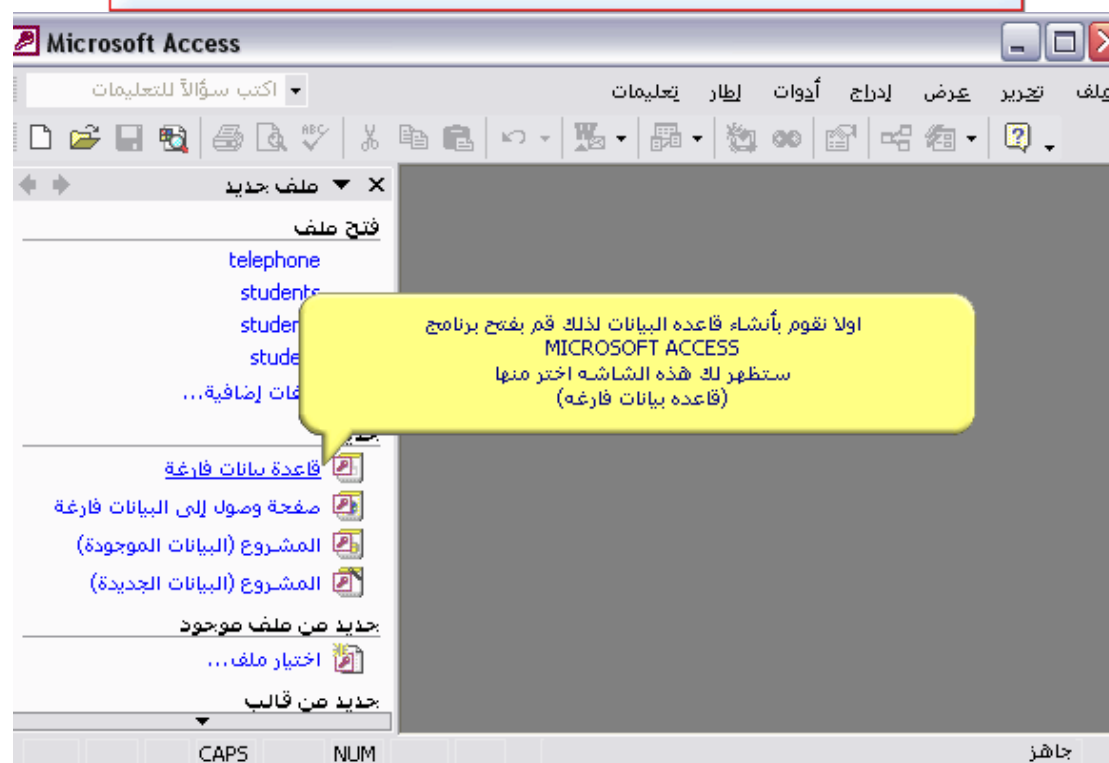 Microsoft Access
ملف تحرير عرض إدراج أدوات إطار تعليمات
اكتب سؤالاً للتعليمات
ملف جديد
فتح ملف
telephone
students
اولا نقوم بأنشاء قاعده البيانات لذلك قم بفتح برنامج
MICROSOFT ACCESS
ستظهر لك هذه الشاشه اختر منها
(قاعده بيانات فارغه)
إضافية...
قاعدة بيانات فارغة
صفحة وصول إلى البيانات فارغة
المشروع (البيانات الموجودة)
المشروع (البيانات الجديدة)
جديد من ملف موجود
اختيار ملف...
جديد من قالب
جاهز
CAPS NUM